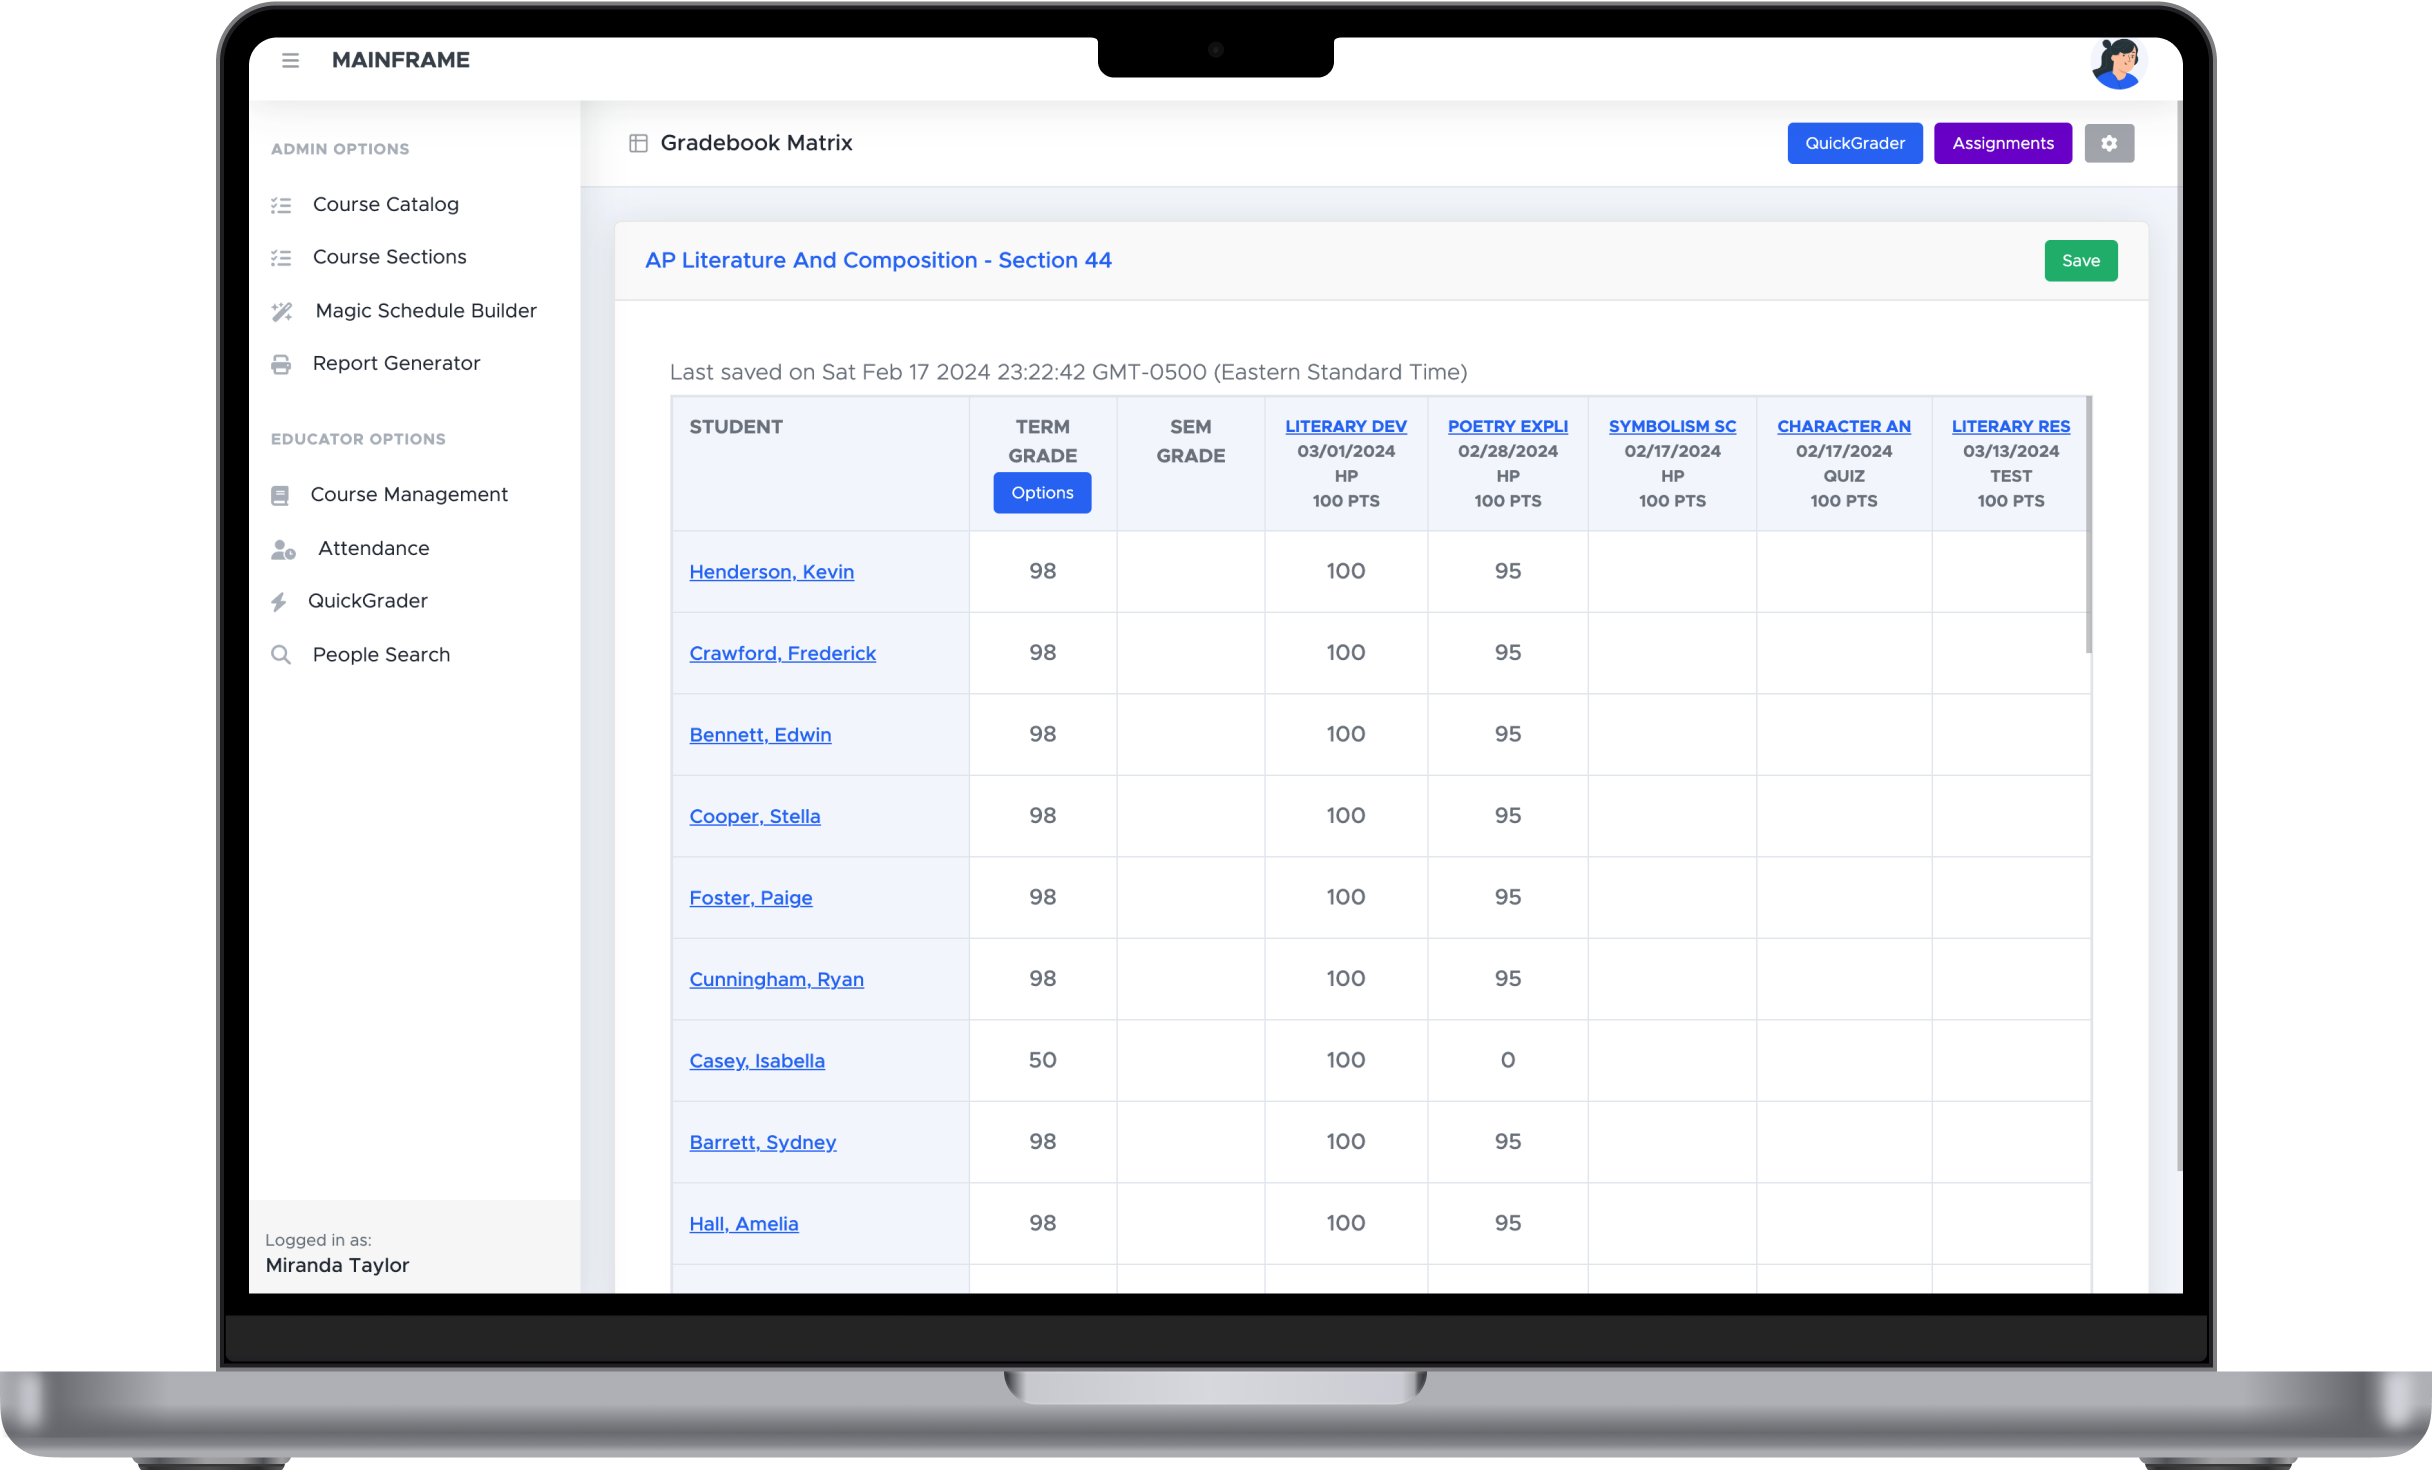 MAINFRAME
ADMIN OPTIONS
Course Catalog
Course Sections
Magic Schedule Builder
Report Generator
EDUCATOR OPTIONS
Course Management
Attendance
QuickGrader
People Search
Logged in as:
Miranda Taylor
Gradebook Matrix
QuickGrader
Assignments
AP Literature And Composition - Section 44
Save
Last saved on Sat Feb 17 2024 23:22:42 GMT-0500 (Eastern Standard Time)
STUDENT
TERM
GRADE
Options
SEM
GRADE
LITERARY DEV
03/01/2024
HP
100 PTS
POETRY EXPLI
02/28/2024
HP
100 PTS
SYMBOLISM SC
02/17/2024
HP
100 PTS
CHARACTER AN
02/17/2024
QUIZ
100 PTS
LITERARY RES
03/13/2024
TEST
100 PTS
Henderson, Kevin 98 100 95
Crawford, Frederick 98 100 95
Bennett, Edwin 98 100 95
Cooper, Stella 98 100 95
Foster, Paige 98 100 95
Cunningham, Ryan 98 100 95
Casey, Isabella 50 100 0
Barrett, Sydney 98 100 95
Hall, Amelia 98 100 95